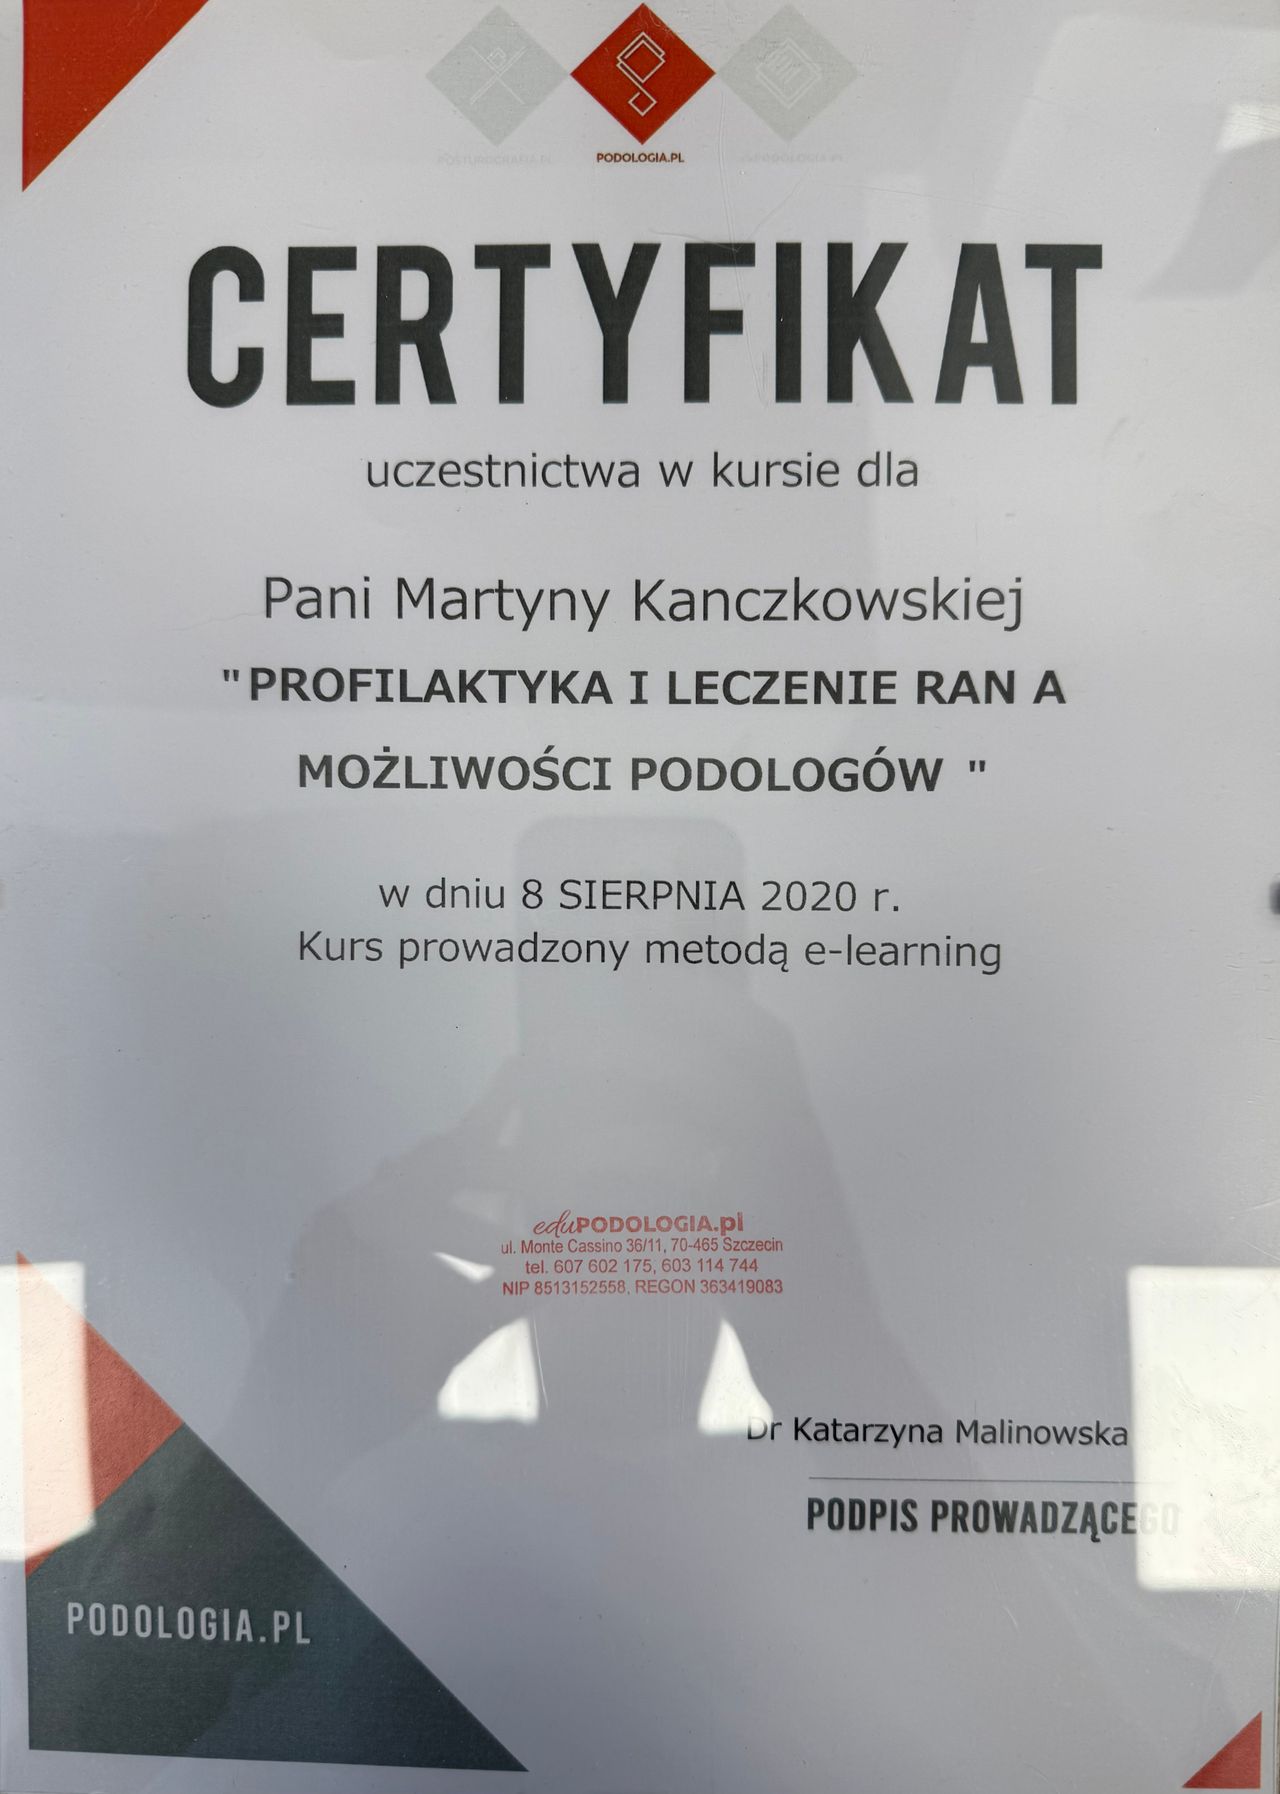 POSTUROGRAFIA.PL
PODOLOGIA.PL
CERTYFIKAT
uczestnictwa w kursie dla
Pani Martyny Kanczkowskiej
"PROFILAKTYKA I LECZENIE RAN A
MOŻLIWOŚCI PODOLOGÓW "
w dniu 8 SIERPNIA 2020 r.
Kurs prowadzony metodą e-learning
eduPODOLOGIA.pl
ul. Monte Cassino 36/11, 70-465 Szczecin
tel. 607 602 175, 603 114 744
NIP 8513152558, REGON 363419083
Dr Katarzyna Malinowska
PODPIS PROWADZĄCEGO
PODOLOGIA.PL